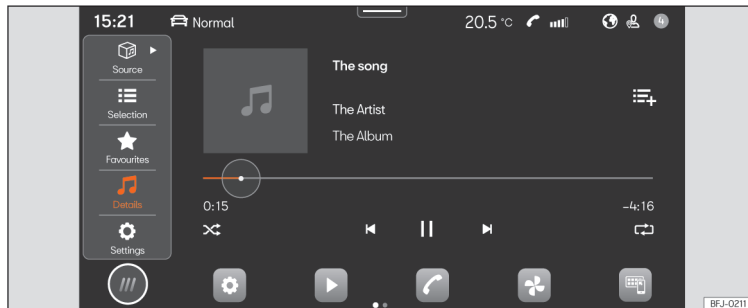 15:21 Normal 20.5 °C 4
Source
Selection
Favourites
Details
Settings
The song
The Artist
The Album
0:15 -4:16
BFJ-0211